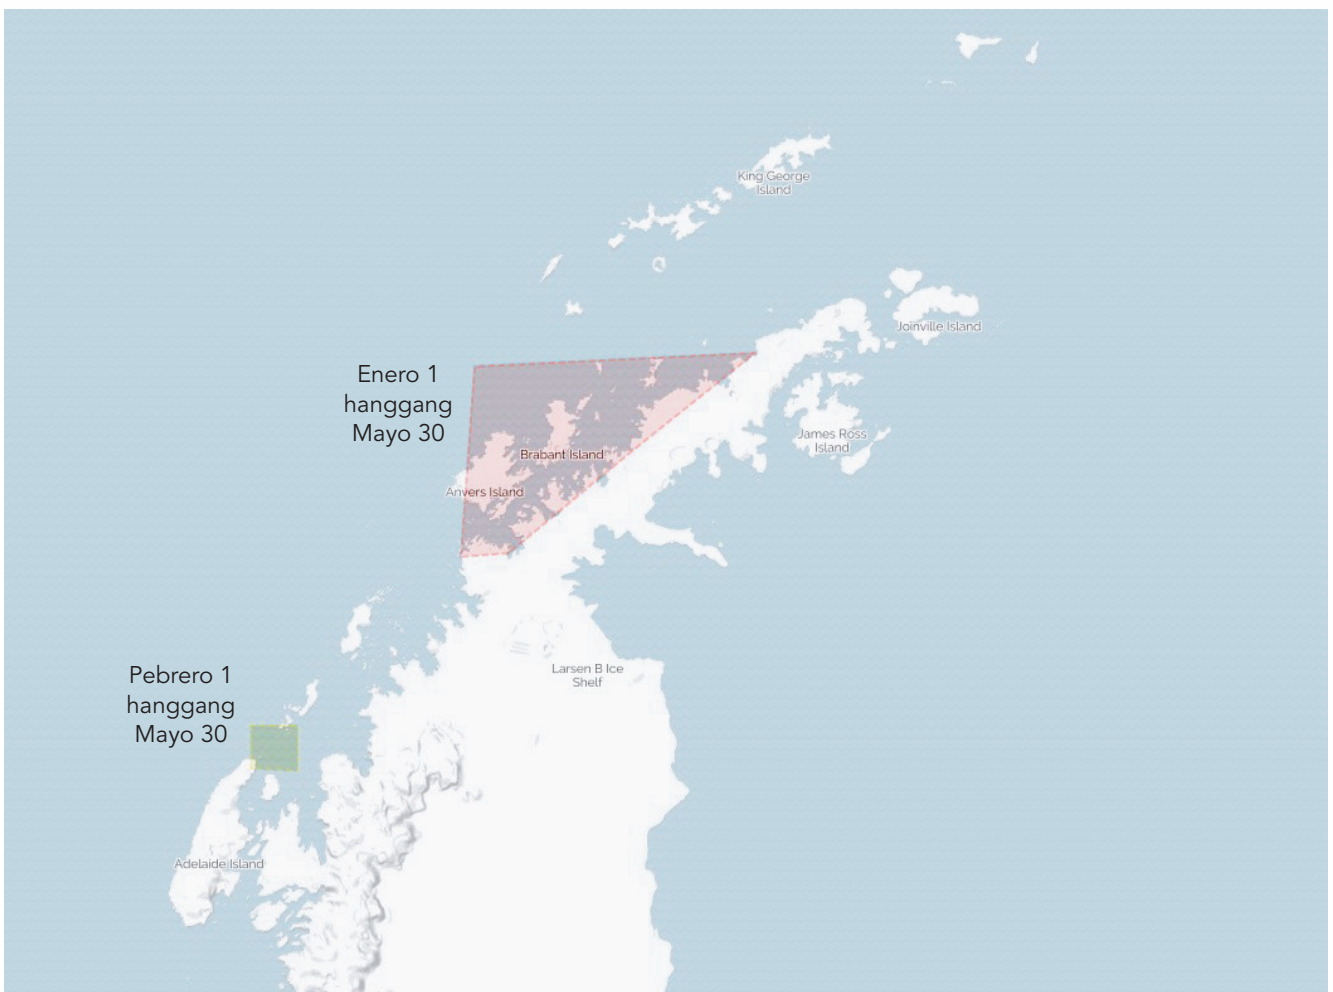 King George
Island
Joinville Island
Enero 1
hanggang
Mayo 30
James Ross
Island
Brabant Island
Anvers Island
Larsen B Ice
Shelf
Pebrero 1
hanggang
Mayo 30
Adelaide Island